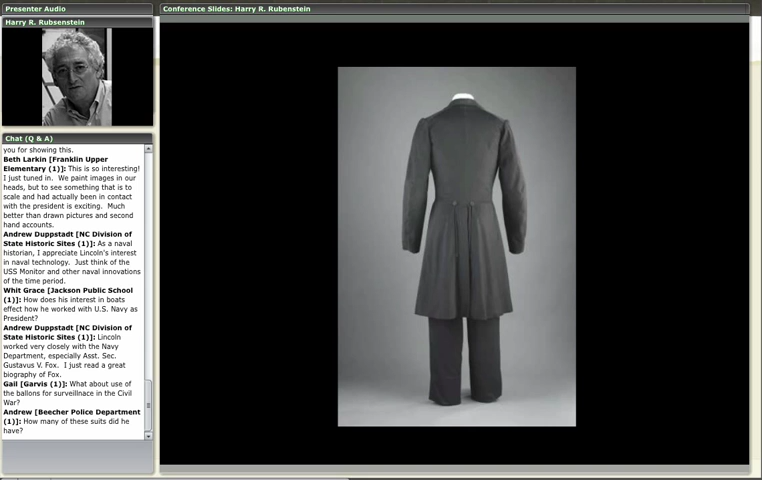 Presenter Audio
Harry R. Rubsenstein
Chat (Q & A)
you for showing this.
Beth Larkin [Franklin Upper
Elementary (1)]: This is so interesting!
I just tuned in. We paint images in our
heads, but to see something that is to
scale and had actually been in contact
with the president is exciting. Much
better than drawn pictures and second
hand accounts.
Andrew Duppstadt [NC Division of
State Historic Sites (1)]: As a naval
historian, I appreciate Lincoln's interest
in naval technology. Just think of the
USS Monitor and other naval innovations
of the time period.
Whit Grace [Jackson Public School
(1)]: How does his interest in boats
effect how he worked with U.S. Navy as
President?
Andrew Duppstadt [NC Division of
State Historic Sites (1)]: Lincoln
worked very closely with the Navy
Department, especially Asst. Sec.
Gustavus V. Fox. I just read a great
biography of Fox.
Gail [Garvis (1)]: What about use of
the ballons for surveillnace in the Civil
War?
Andrew [Beecher Police Department
(1)]: How many of these suits did he
have?
Conference Slides: Harry R. Rubenstein